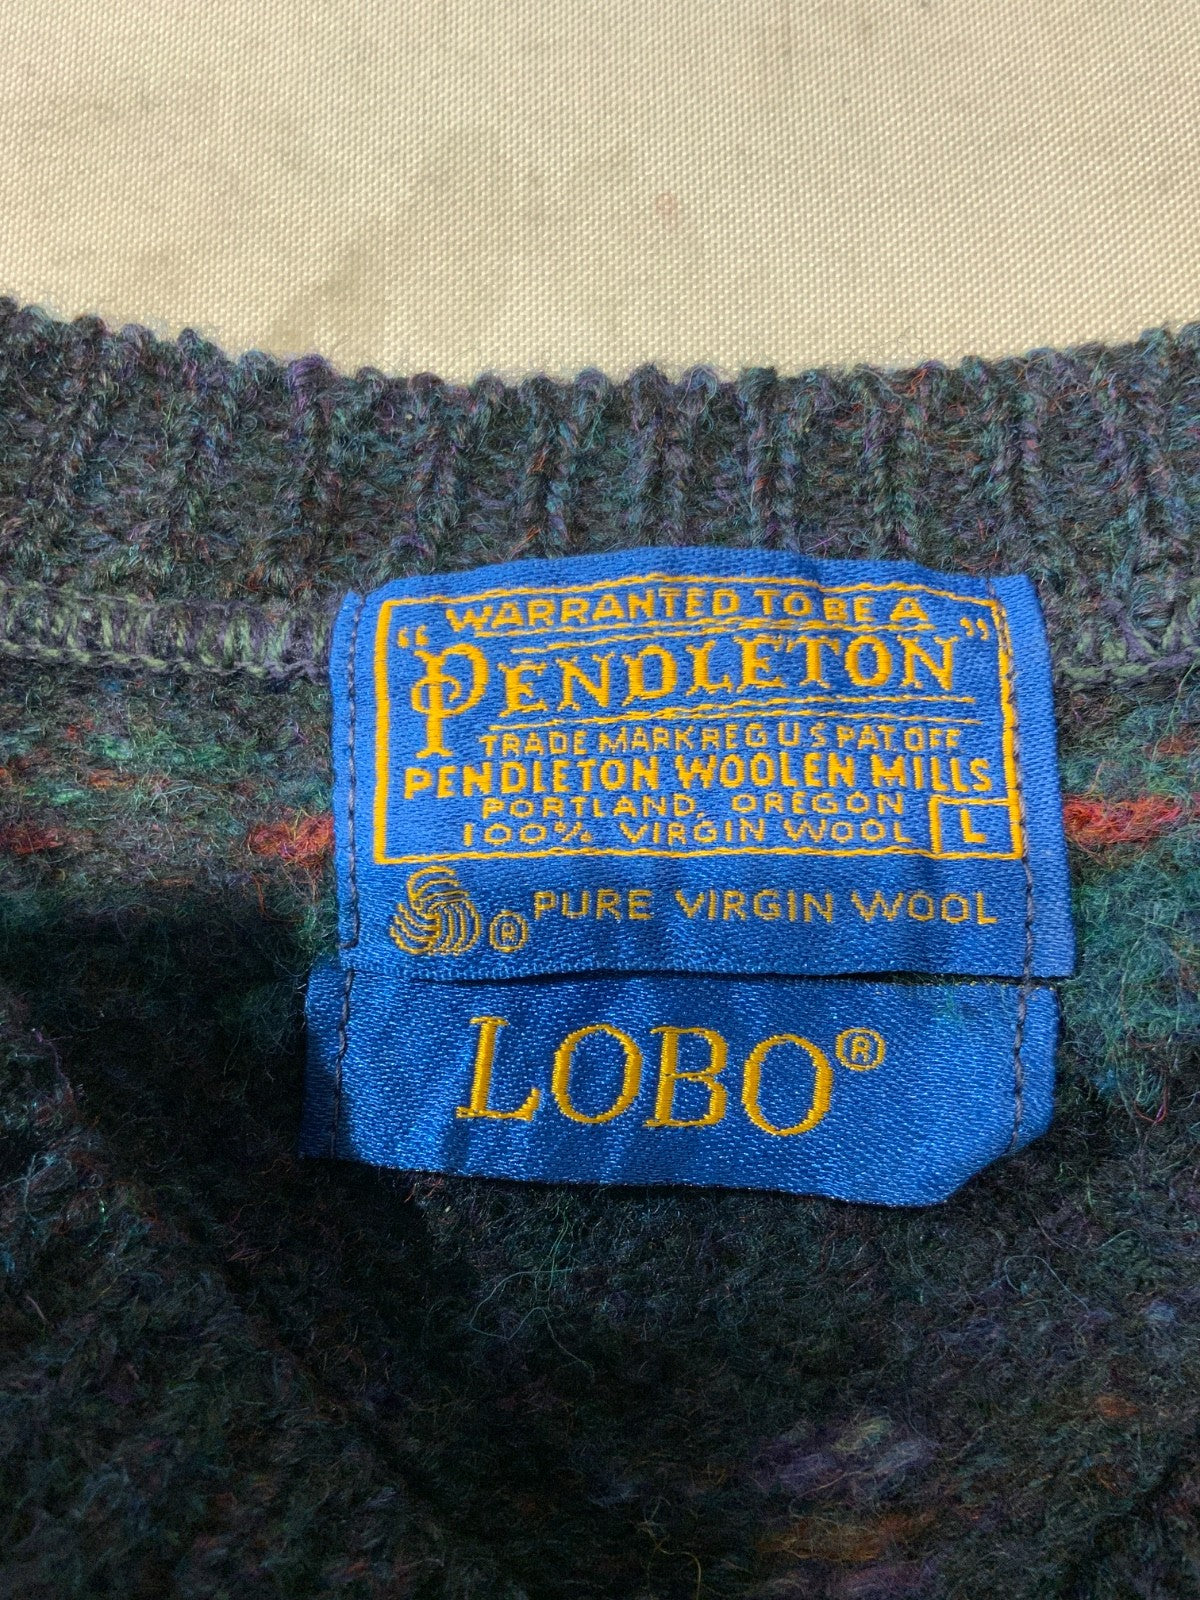 WARRANTED TO BE A
"PENDLETON"
TRADE MARK REG U S PAT. OFF
PENDLETON WOOLEN MILLS
PORTLAND, OREGON
100% VIRGIN WOOL L
® PURE VIRGIN WOOL
LOBO®